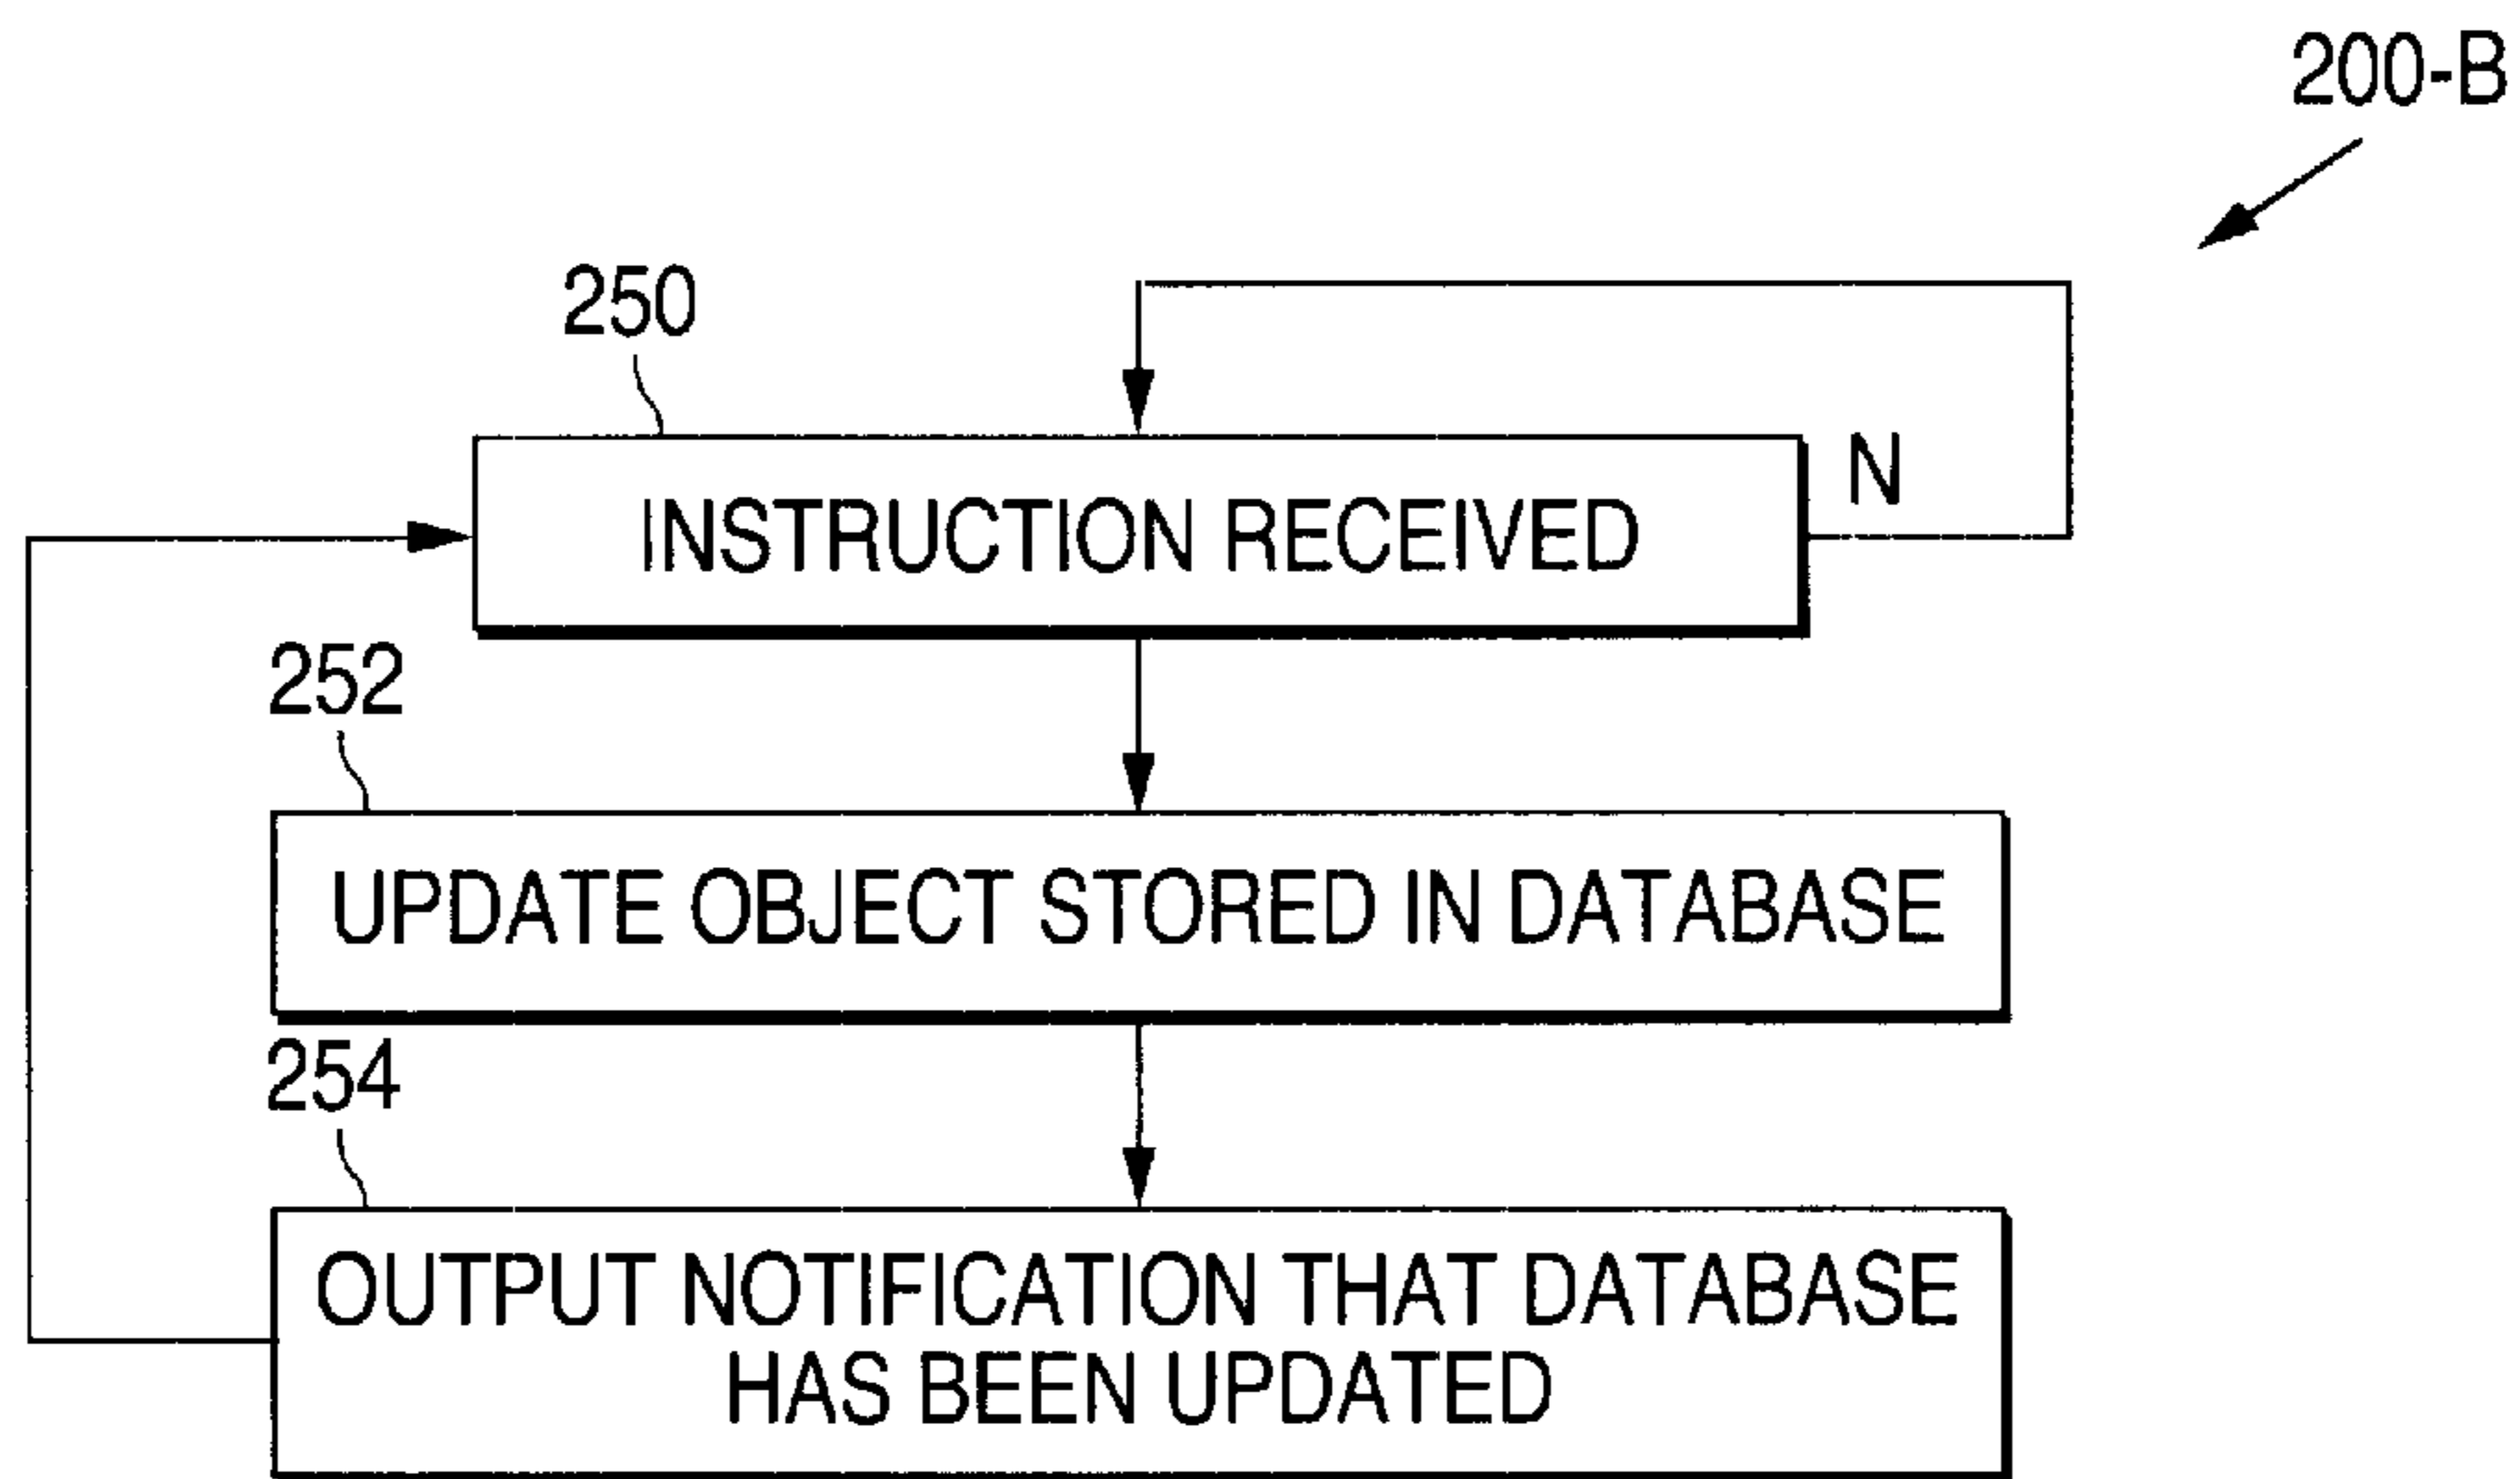 200-B
250
INSTRUCTION RECEIVED
N
252
UPDATE OBJECT STORED IN DATABASE
254
OUTPUT NOTIFICATION THAT DATABASE
HAS BEEN UPDATED